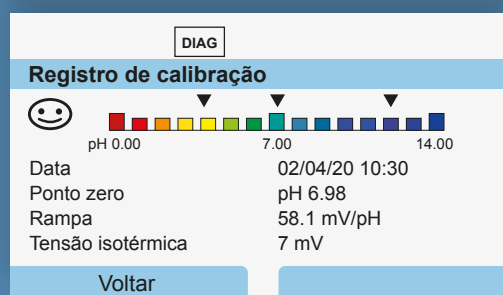 DIAG
Registro de calibração
pH 0.00 7.00 14.00
Data 02/04/20 10:30
Ponto zero pH 6.98
Rampa 58.1 mV/pH
Tensão isotérmica 7 mV
Voltar